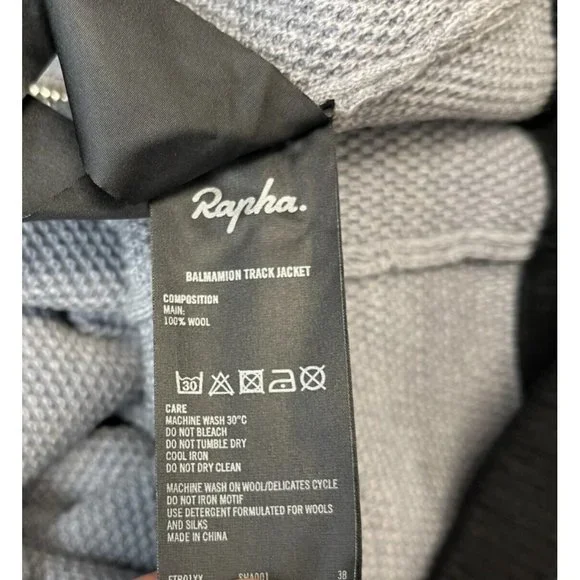 Rapha.
BALMAMION TRACK JACKET
COMPOSITION
MAIN:
100% WOOL
30
CARE
MACHINE WASH 30°C
DO NOT BLEACH
DO NOT TUMBLE DRY
COOL IRON
DO NOT DRY CLEAN
MACHINE WASH ON WOOL/DELICATES CYCLE
DO NOT IRON MOTIF
USE DETERGENT FORMULATED FOR WOOLS
AND SILKS
MADE IN CHINA
SMA001 3B